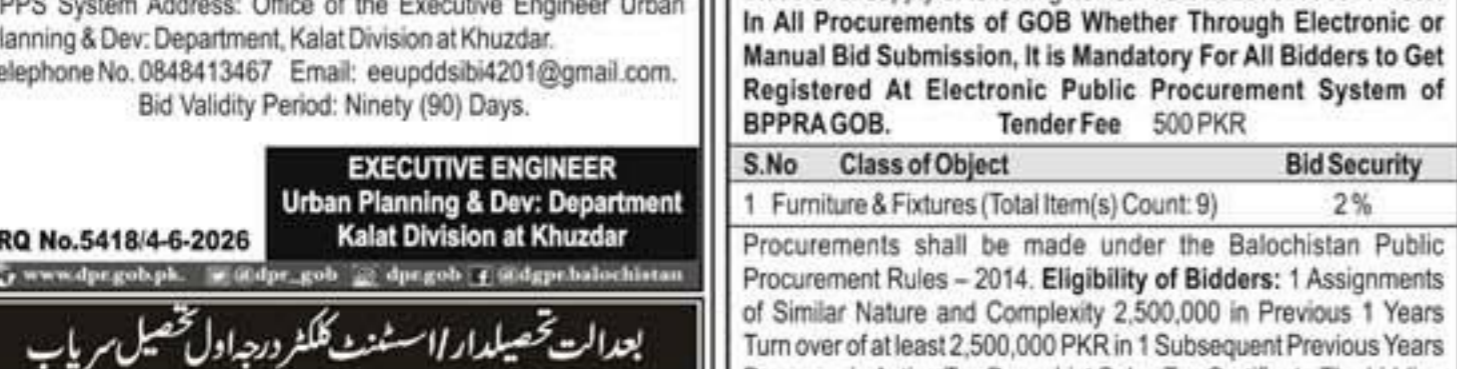 PPS System Address: Office of the Executive Engineer Urban
lanning & Dev: Department, Kalat Division at Khuzdar.
elephone No. 0848413467 Email: eeupddsibi4201@gmail.com.
Bid Validity Period: Ninety (90) Days.
EXECUTIVE ENGINEER
Urban Planning & Dev: Department
Kalat Division at Khuzdar
RQ No.5418/4-6-2026
www.dpr.gob.pk. @dpr_gob dpr.gob @dgpr.balochistan
بعدالت تحصیلدار/اسسٹنٹ کلکٹر درجہ اول تحصیل سریاب
In All Procurements of GOB Whether Through Electronic or
Manual Bid Submission, It is Mandatory For All Bidders to Get
Registered At Electronic Public Procurement System of
BPPRA GOB. Tender Fee 500 PKR
S.No Class of Object Bid Security
1 Furniture & Fixtures (Total Item(s) Count: 9) 2%
Procurements shall be made under the Balochistan Public
Procurement Rules – 2014. Eligibility of Bidders: 1 Assignments
of Similar Nature and Complexity 2,500,000 in Previous 1 Years
Turn over of at least 2,500,000 PKR in 1 Subsequent Previous Years